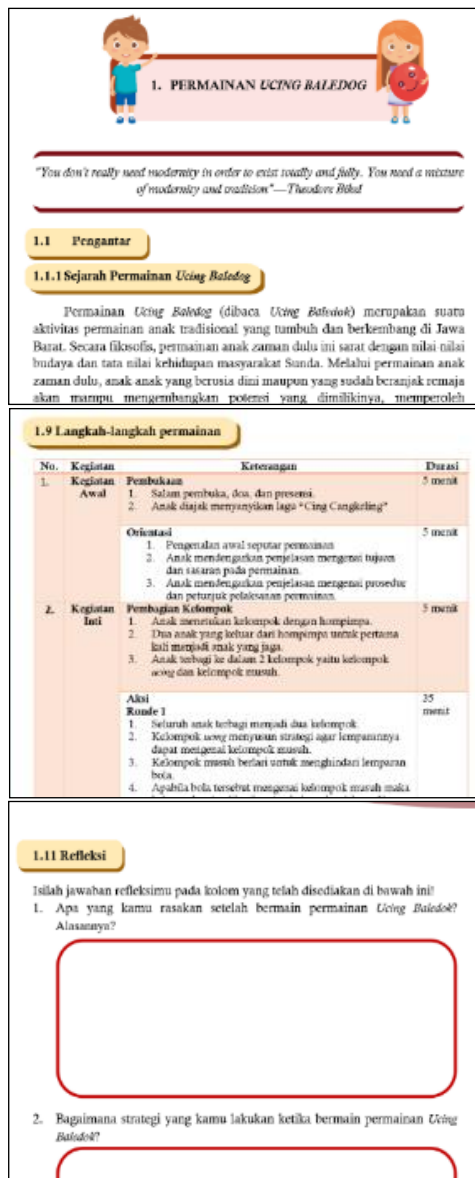 1. PERMAINAN UCING BALEDOG
"You don't really need modernity in order to exist totally and fully. You need a mixture
of modernity and tradition"—Theodore Bikel
1.1 Pengantar
1.1.1 Sejarah Permainan Ucing Baledog
Permainan Ucing Baledog (dibaca Ucing Baledok) merupakan suatu
aktivitas permainan anak tradisional yang tumbuh dan berkembang di Jawa
Barat. Secara filosofis, permainan anak zaman dulu ini sarat dengan nilai-nilai
budaya dan tata nilai kehidupan masyarakat Sunda. Melalui permainan anak
zaman dulu, anak anak yang berusia dini maupun yang sudah beranjak remaja
akan mampu mengembangkan potensi yang dimilikinya, memperoleh
1.9 Langkah-langkah permainan
No. Kegiatan Keterangan Durasi
1. Kegiatan Awal Pembukaan 5 menit
1. Salam pembuka, doa, dan presensi.
2. Anak diajak menyanyikan lagu "Cing Cangkeling"
Orientasi 5 menit
1. Pengenalan awal seputar permainan
2. Anak mendengarkan penjelasan mengenai tujuan
dan sasaran pada permainan.
3. Anak mendengarkan penjelasan mengenai prosedur
dan petunjuk pelaksanaan permainan.
2. Kegiatan Inti Pembagian Kelompok 5 menit
1. Anak menentukan kelompok dengan hompimpa.
2. Dua anak yang keluar dari hompimpa untuk pertama
kali menjadi anak yang jaga.
3. Anak terbagi ke dalam 2 kelompok yaitu kelompok
ucing dan kelompok musuh.
Aksi 35 menit
Ronde 1
1. Seluruh anak terbagi menjadi dua kelompok.
2. Kelompok ucing menyusun strategi agar lemparannya
dapat mengenai kelompok musuh.
3. Kelompok musuh berlari untuk menghindari lemparan
bola.
4. Apabila bola tersebut mengenai kelompok musuh maka
1.11 Refleksi
Isilah jawaban refleksimu pada kolom yang telah disediakan di bawah ini!
1. Apa yang kamu rasakan setelah bermain permainan Ucing Baledok?
Alasannya?
2. Bagaimana strategi yang kamu lakukan ketika bermain permainan Ucing
Baledok?